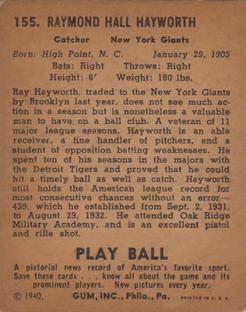 155. RAYMOND HALL HAYWORTH
Catcher New York Giants
Born: High Point, N. C. January 29, 1905
Bats: Right Throws: Right
Height: 6' Weight: 180 lbs.
Ray Hayworth, traded to the New York Giants
by Brooklyn last year, does not see much act-
ion in a season but is nonetheless a valuable
man to have on a ball club. A veteran of 11
major league seasons, Hayworth is an able
receiver, a fine handler of pitchers, and a
student of opposition batting weaknesses. He
spent ten of his seasons in the majors with
the Detroit Tigers and proved that he could
hit a timely ball as well as catch. Hayworth
still holds the American league record for
most consecutive chances without an error—
439, which he established from Sept. 2, 1931,
to August 29, 1932. He attended Oak Ridge
Military Academy, and is an excellent pistol
and rifle shot.
PLAY BALL
A pictorial news record of America's favorite sport.
Save these cards . . . know all about the game and its
prominent players. New pictures every year.
© 1940, GUM, INC., Phila., Pa. PRINTED IN U. S. A.